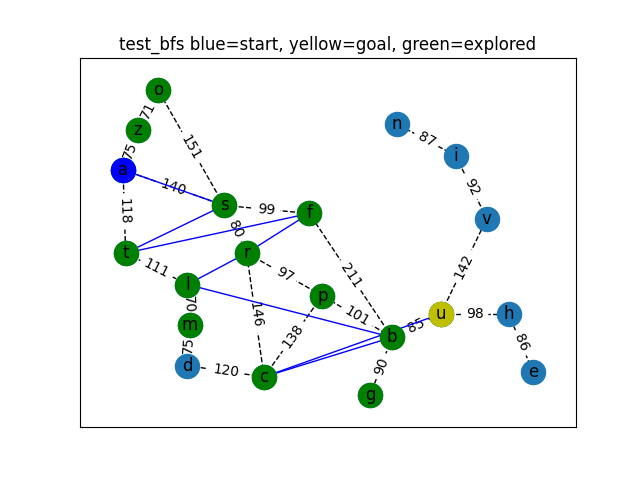 test_bfs blue=start, yellow=goal, green=explored
o
71
n
z
87
i
75
151
a
140
92
s
99
f
v
118
80
t
r
111
97
211
142
l
p
70
146
101
u
98
h
m
138
85
b
75
86
d
120
90
c
e
g